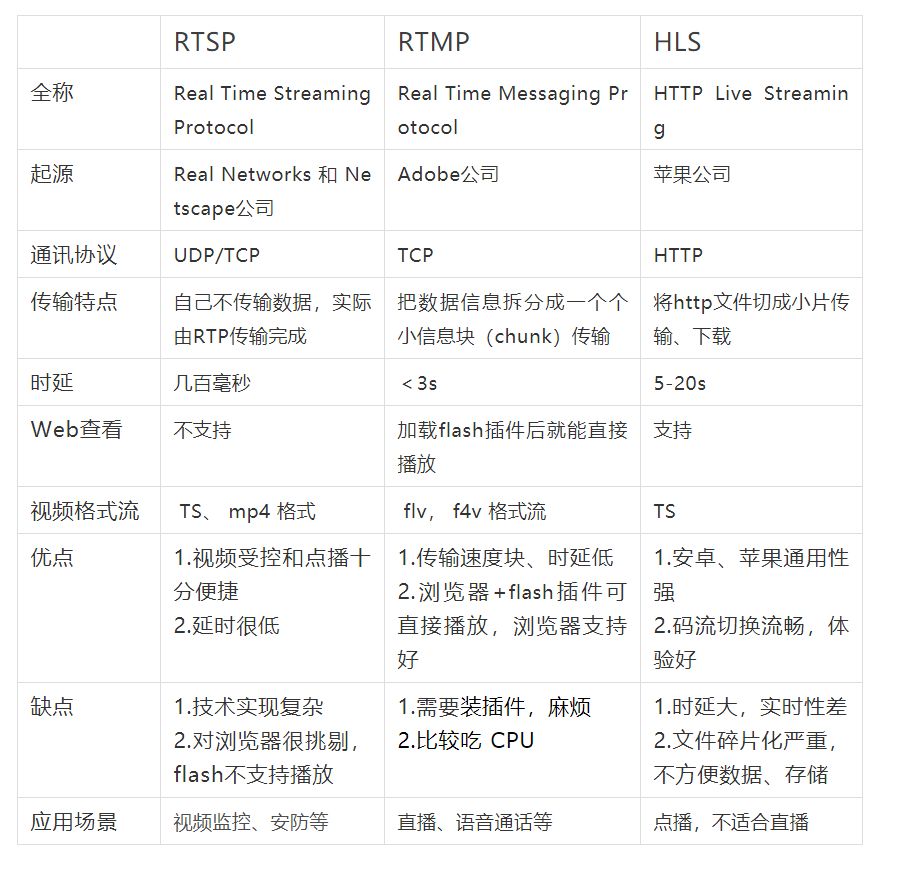 RTSP RTMP HLS
全称 Real Time Streaming Real Time Messaging Pr HTTP Live Streamin
Protocol otocol g
起源 Real Networks 和 Ne Adobe公司 苹果公司
tscape公司
通讯协议 UDP/TCP TCP HTTP
传输特点 自己不传输数据，实际 把数据信息拆分成一个个 将http文件切成小片传
由RTP传输完成 小信息块（chunk）传输 输、下载
时延 几百毫秒 ＜3s 5-20s
Web查看 不支持 加载flash插件后就能直接 支持
播放
视频格式流 TS、 mp4 格式 flv， f4v 格式流 TS
优点 1.视频受控和点播十 1.传输速度块、时延低 1.安卓、苹果通用性
分便捷 2.浏览器+flash插件可 强
2.延时很低 直接播放，浏览器支持 2.码流切换流畅，体
好 验好
缺点 1.技术实现复杂 1.需要装插件，麻烦 1.时延大，实时性差
2.对浏览器很挑剔， 2.比较吃 CPU 2.文件碎片化严重，
flash不支持播放 不方便数据、存储
应用场景 视频监控、安防等 直播、语音通话等 点播，不适合直播